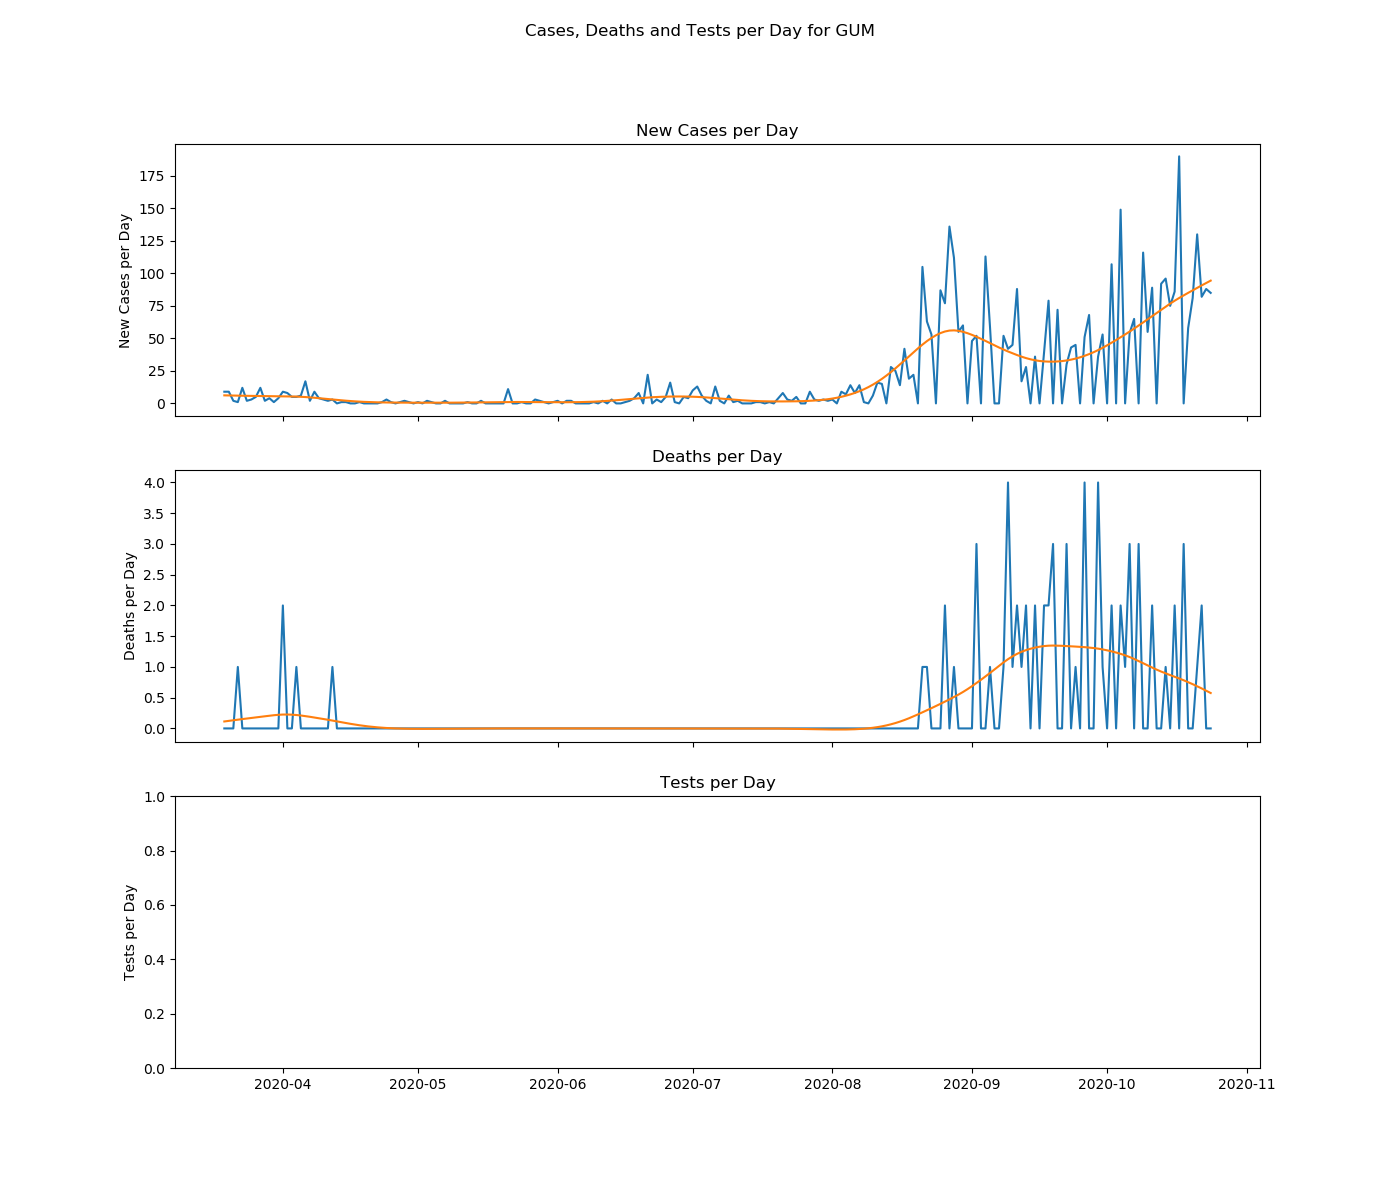 Cases, Deaths and Tests per Day for GUM
New Cases per Day
New Cases per Day
175
150
125
100
75
50
25
0
Deaths per Day
Deaths per Day
4.0
3.5
3.0
2.5
2.0
1.5
1.0
0.5
0.0
Tests per Day
Tests per Day
1.0
0.8
0.6
0.4
0.2
0.0
2020-04 2020-05 2020-06 2020-07 2020-08 2020-09 2020-10 2020-11